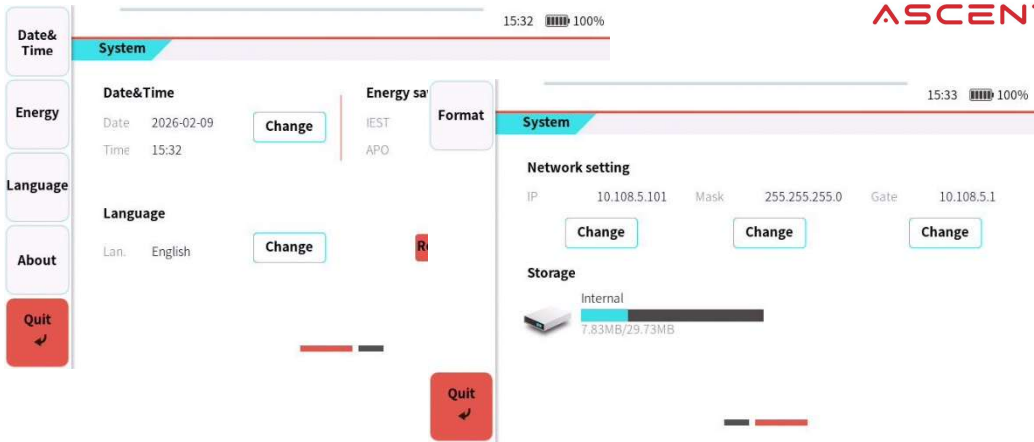 ASCENT
15:32 100%
Date&
Time
System
Energy
Language
About
Quit
Date&Time
Date 2026-02-09 Change
Time 15:32
Energy sa
IEST
APO
Language
Lan. English Change
R
15:33 100%
Format
System
Network setting
IP 10.108.5.101 Mask 255.255.255.0 Gate 10.108.5.1
Change Change Change
Storage
Internal
7.83MB/29.73MB
Quit